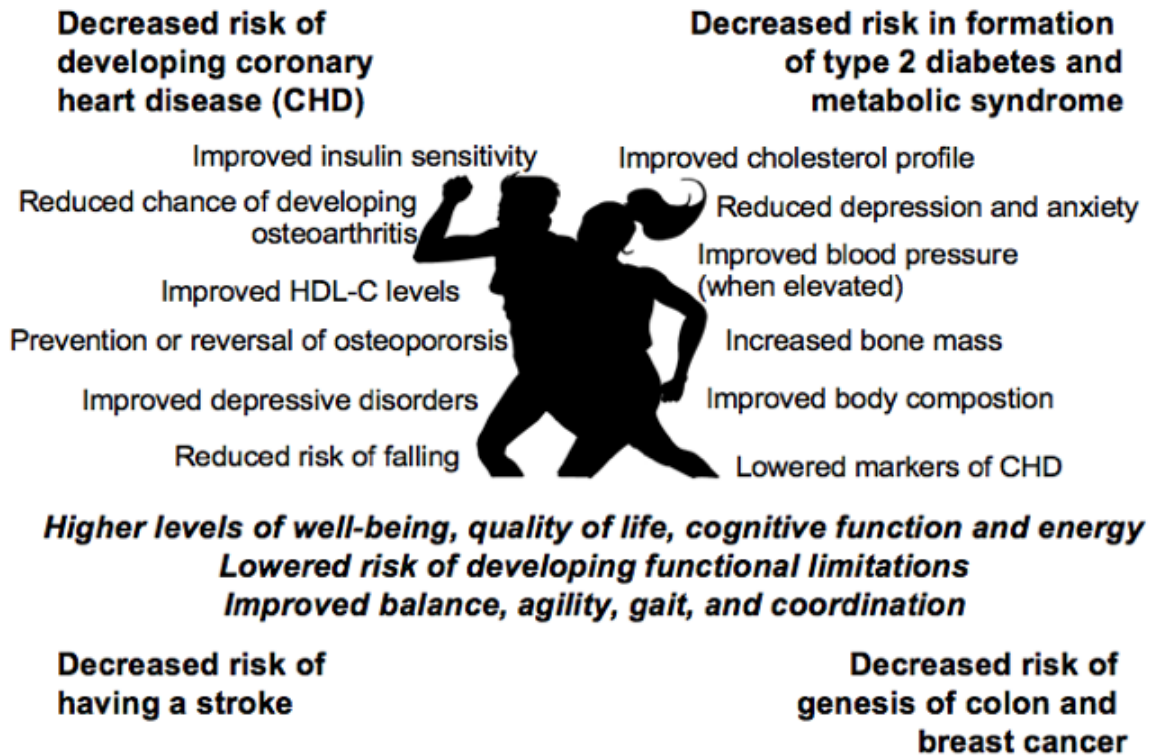 Decreased risk of
developing coronary
heart disease (CHD)
Decreased risk in formation
of type 2 diabetes and
metabolic syndrome
Improved insulin sensitivity
Improved cholesterol profile
Reduced chance of developing
osteoarthritis
Reduced depression and anxiety
Improved blood pressure
(when elevated)
Improved HDL-C levels
Prevention or reversal of osteopororsis
Increased bone mass
Improved depressive disorders
Improved body compostion
Reduced risk of falling
Lowered markers of CHD
Higher levels of well-being, quality of life, cognitive function and energy
Lowered risk of developing functional limitations
Improved balance, agility, gait, and coordination
Decreased risk of
having a stroke
Decreased risk of
genesis of colon and
breast cancer